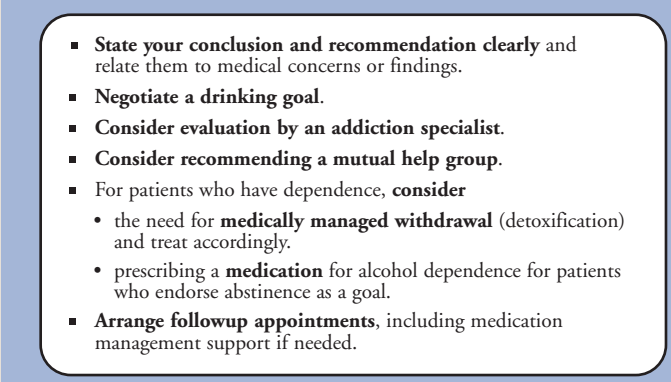 ▪ State your conclusion and recommendation clearly and
relate them to medical concerns or findings.
▪ Negotiate a drinking goal.
▪ Consider evaluation by an addiction specialist.
▪ Consider recommending a mutual help group.
▪ For patients who have dependence, consider
• the need for medically managed withdrawal (detoxification)
and treat accordingly.
• prescribing a medication for alcohol dependence for patients
who endorse abstinence as a goal.
▪ Arrange followup appointments, including medication
management support if needed.